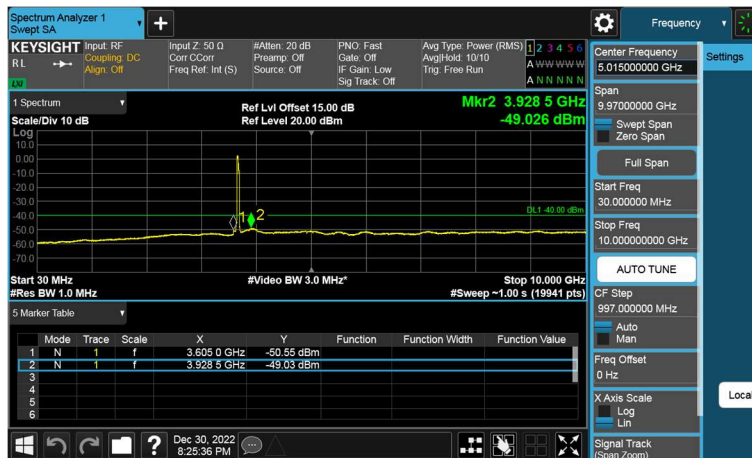 Spectrum Analyzer 1
Swept SA
+
Frequency
KEYSIGHT
RL
LXI
Input: RF
Coupling: DC
Align: Off
Input Z: 50 Ω
Corr CCorr
Freq Ref: Int (S)
#Atten: 20 dB
Preamp: Off
Source: Off
PNO: Fast
Gate: Off
IF Gain: Low
Sig Track: Off
Avg Type: Power (RMS)
Avg|Hold: 10/10
Trig: Free Run
1 2 3 4 5 6
A W W W W W
A N N N N N
1 Spectrum
Scale/Div 10 dB
Ref Lvl Offset 15.00 dB
Ref Level 20.00 dBm
Mkr2 3.928 5 GHz
-49.026 dBm
Log
10.0
0.00
-10.0
-20.0
-30.0
-40.0
-50.0
-60.0
-70.0
1
2
DL1 -40.00 dBm
Start 30 MHz
#Res BW 1.0 MHz
#Video BW 3.0 MHz*
Stop 10.000 GHz
#Sweep ~1.00 s (19941 pts)
5 Marker Table
Mode Trace Scale X Y Function Function Width Function Value
1 N 1 f 3.605 0 GHz -50.55 dBm
2 N 1 f 3.928 5 GHz -49.03 dBm
3
4
5
6
Dec 30, 2022
8:25:36 PM
?
Center Frequency
5.015000000 GHz
Settings
Span
9.97000000 GHz
Swept Span
Zero Span
Full Span
Start Freq
30.000000 MHz
Stop Freq
10.000000000 GHz
AUTO TUNE
CF Step
997.000000 MHz
Auto
Man
Freq Offset
0 Hz
Local
X Axis Scale
Log
Lin
Signal Track
(Span Zoom)